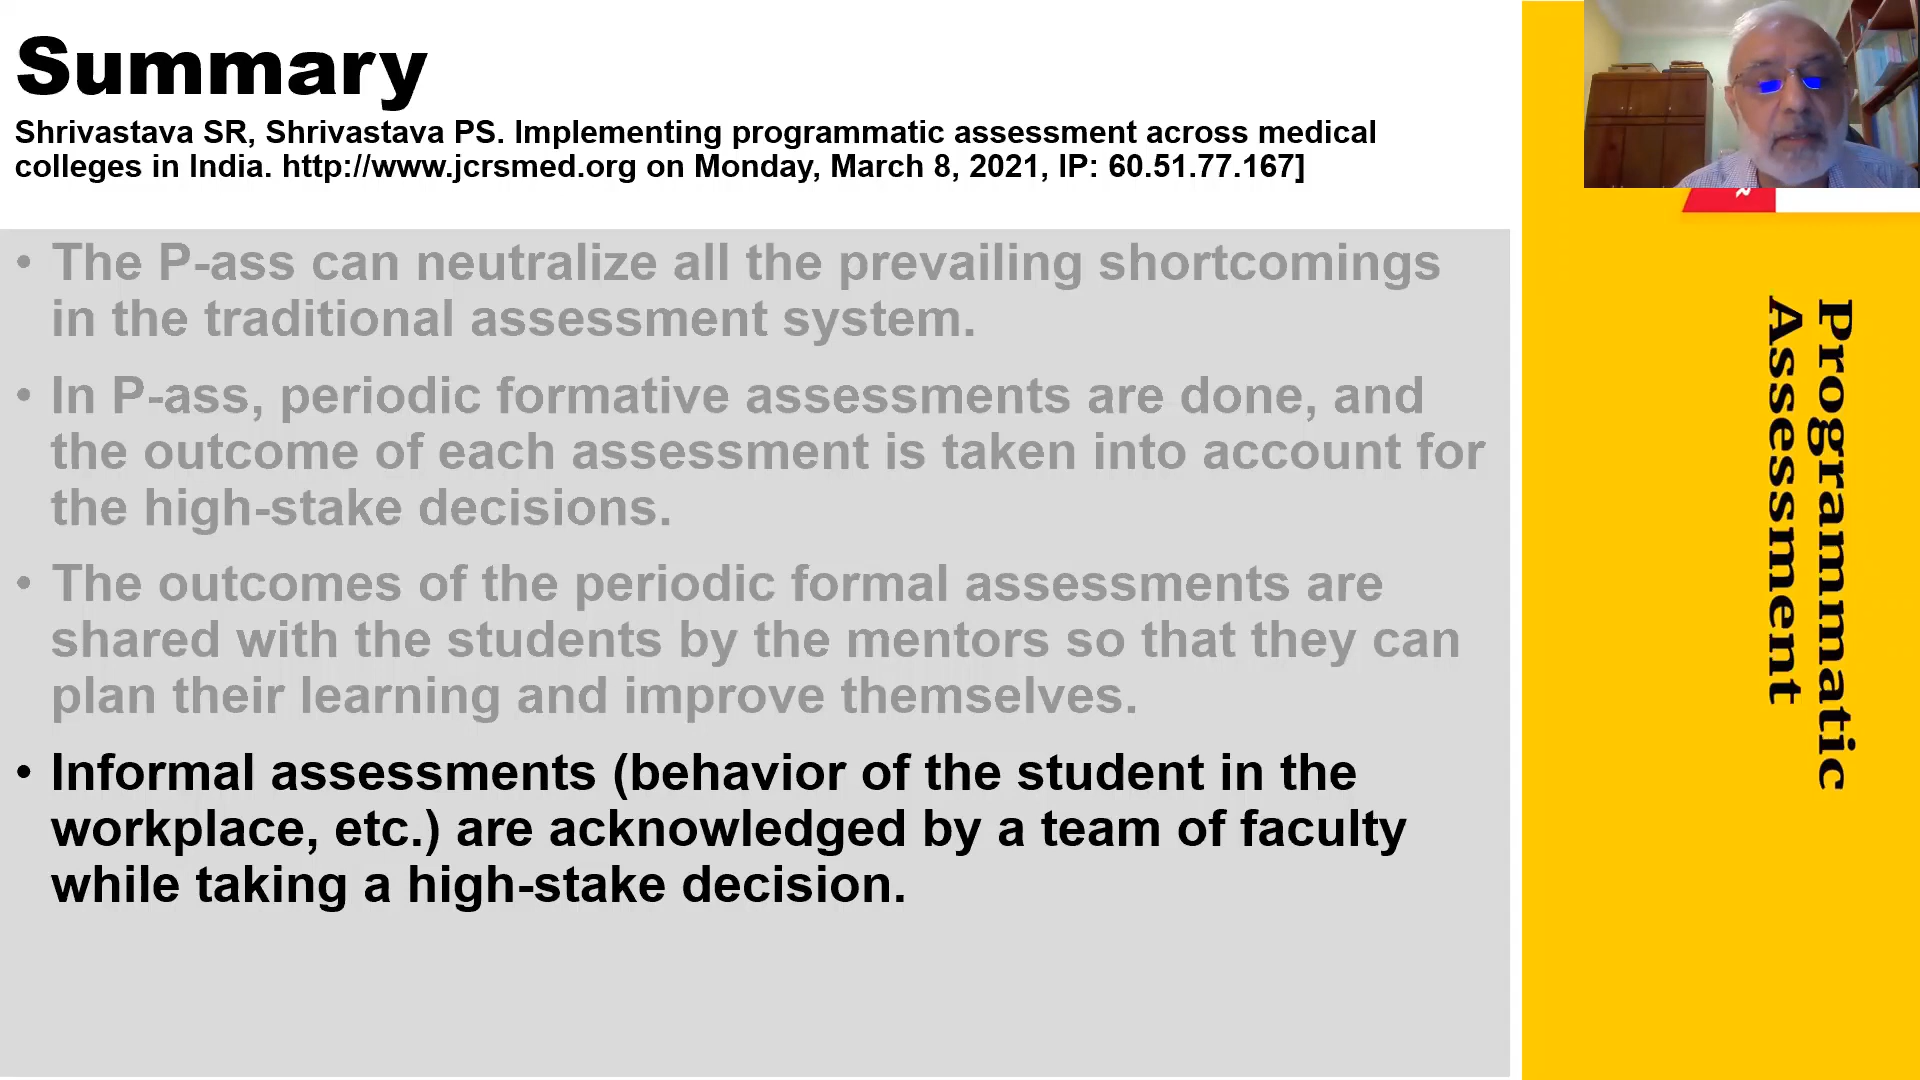 Summary
Shrivastava SR, Shrivastava PS. Implementing programmatic assessment across medical
colleges in India. http://www.jcrsmed.org on Monday, March 8, 2021, IP: 60.51.77.167]
• The P-ass can neutralize all the prevailing shortcomings
in the traditional assessment system.
• In P-ass, periodic formative assessments are done, and
the outcome of each assessment is taken into account for
the high-stake decisions.
• The outcomes of the periodic formal assessments are
shared with the students by the mentors so that they can
plan their learning and improve themselves.
• Informal assessments (behavior of the student in the
workplace, etc.) are acknowledged by a team of faculty
while taking a high-stake decision.
Programmatic
Assessment